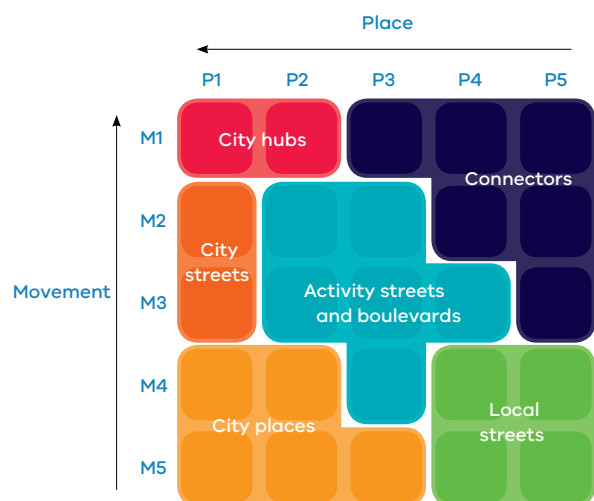 Place
P1 P2 P3 P4 P5
M1
City hubs
Connectors
M2
City
streets
Movement
M3
Activity streets
and boulevards
M4
City places
Local
streets
M5